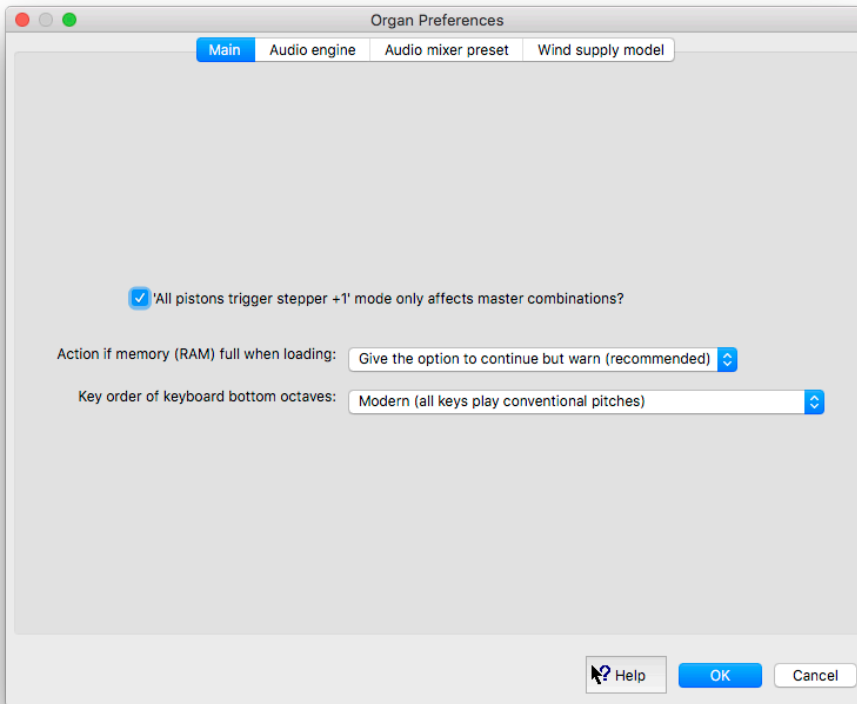 Organ Preferences
Main Audio engine Audio mixer preset Wind supply model
'All pistons trigger stepper +1' mode only affects master combinations?
Action if memory (RAM) full when loading: Give the option to continue but warn (recommended)
Key order of keyboard bottom octaves: Modern (all keys play conventional pitches)
? Help OK Cancel